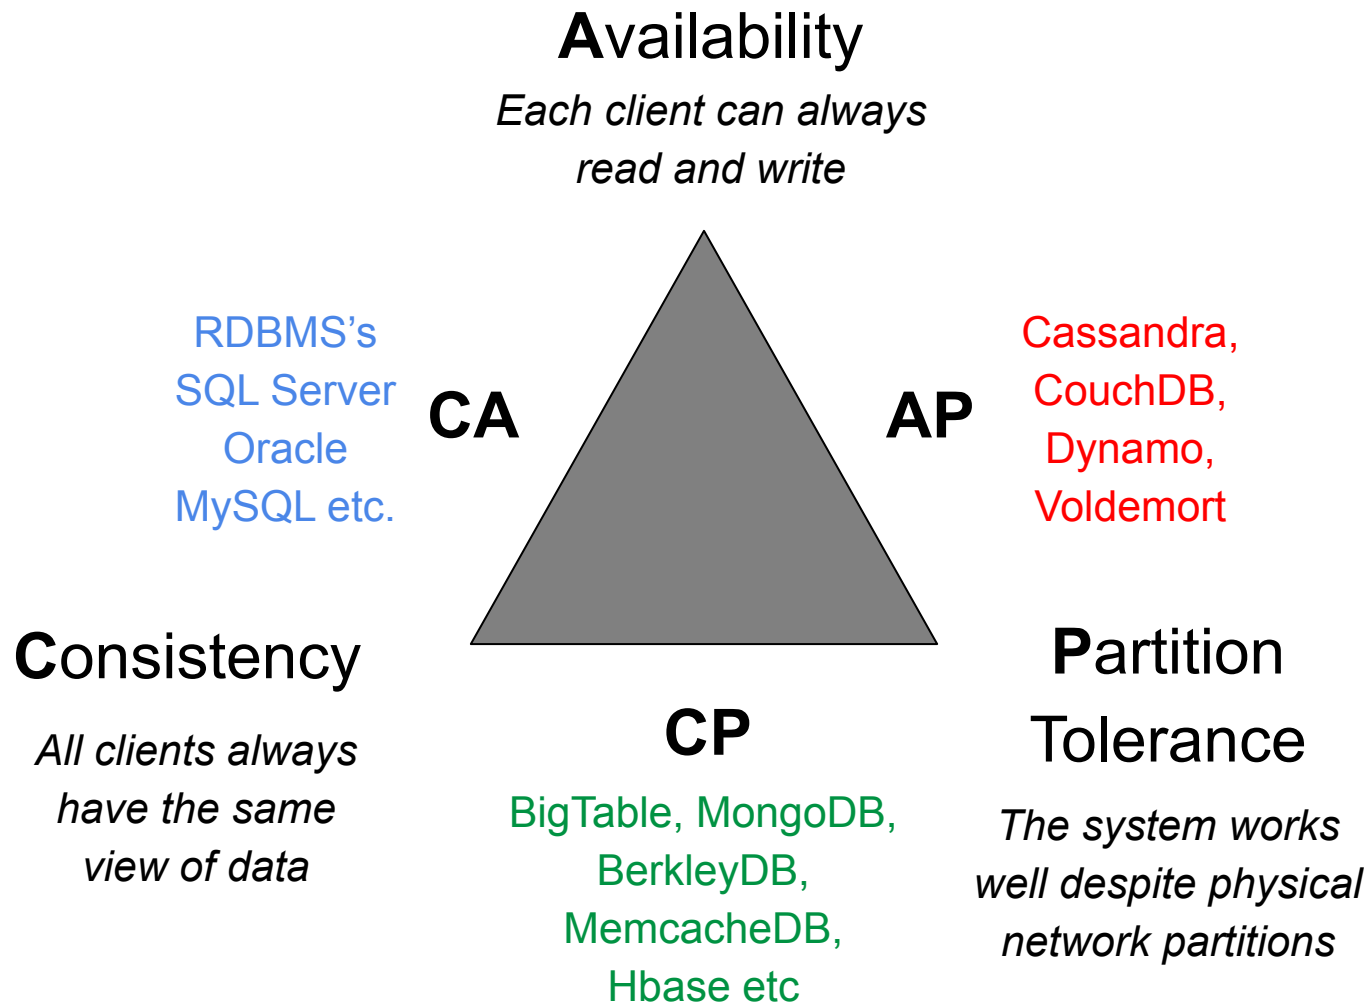 Availability
Each client can always
read and write
RDBMS’s
SQL Server
Oracle
MySQL etc.
CA
AP
Cassandra,
CouchDB,
Dynamo,
Voldemort
Consistency
All clients always
have the same
view of data
CP
BigTable, MongoDB,
BerkleyDB,
MemcacheDB,
Hbase etc
Partition
Tolerance
The system works
well despite physical
network partitions